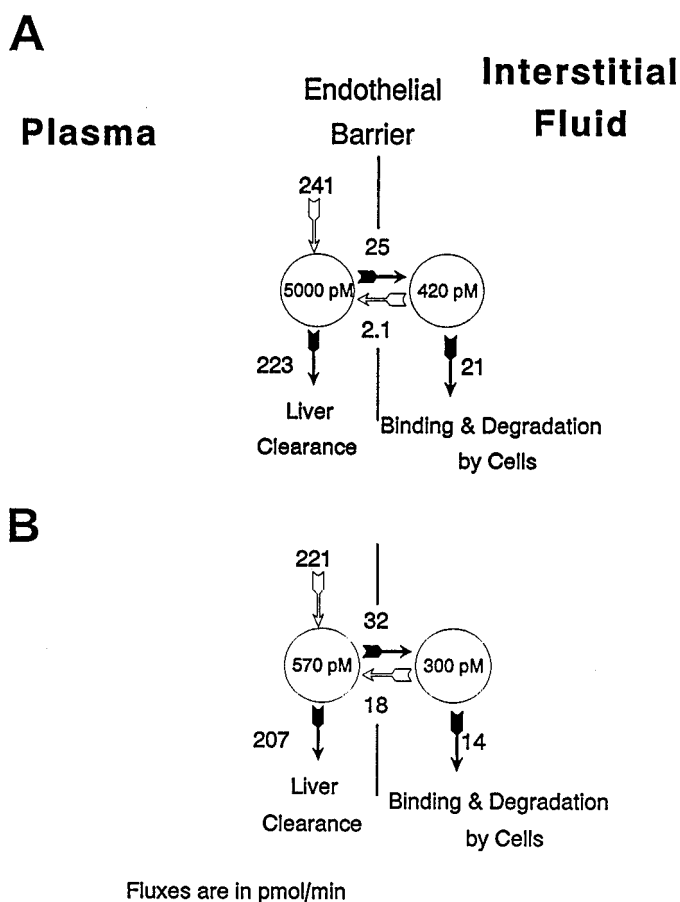 A
Plasma
Endothelial
Barrier
Interstitial
Fluid
241
25
5000 pM
420 pM
2.1
223
21
Liver
Clearance
Binding & Degradation
by Cells
B
221
32
570 pM
300 pM
18
207
14
Liver
Clearance
Binding & Degradation
by Cells
Fluxes are in pmol/min